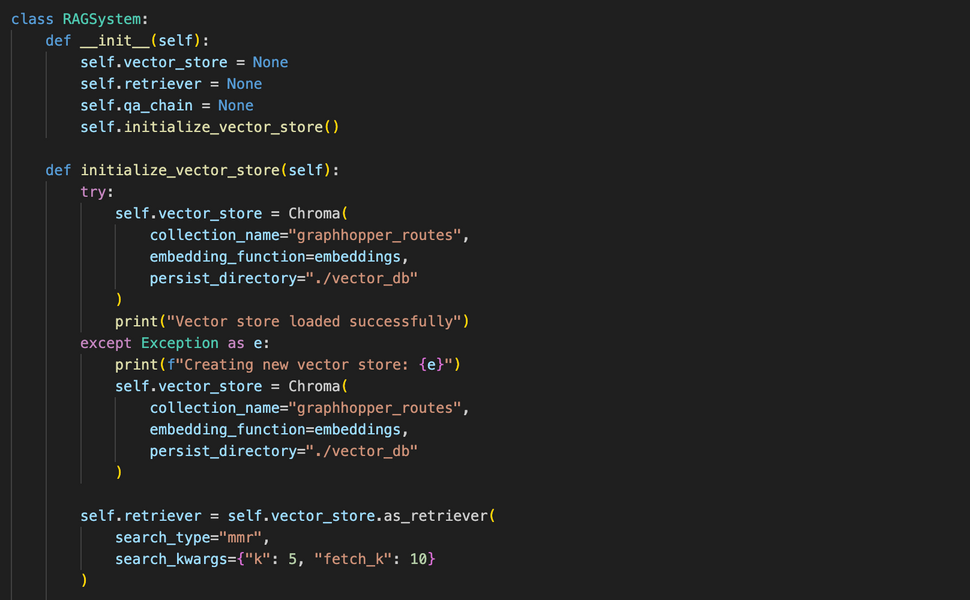 class RAGSystem:
    def __init__(self):
        self.vector_store = None
        self.retriever = None
        self.qa_chain = None
        self.initialize_vector_store()

    def initialize_vector_store(self):
        try:
            self.vector_store = Chroma(
                collection_name="graphhopper_routes",
                embedding_function=embeddings,
                persist_directory="./vector_db"
            )
            print("Vector store loaded successfully")
        except Exception as e:
            print(f"Creating new vector store: {e}")
            self.vector_store = Chroma(
                collection_name="graphhopper_routes",
                embedding_function=embeddings,
                persist_directory="./vector_db"
            )

        self.retriever = self.vector_store.as_retriever(
            search_type="mmr",
            search_kwargs={"k": 5, "fetch_k": 10}
        )